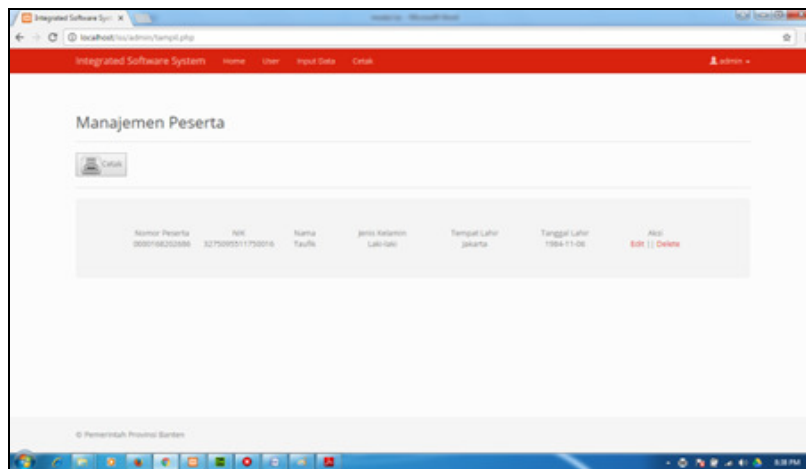 Integrated Software Syst
localhost/iss/admin/tampil.php
Integrated Software System Home User Input Data Cetak admin
Manajemen Peserta
Cetak
Nomor Peserta NIK Nama Jenis Kelamin Tempat Lahir Tanggal Lahir Aksi
0000168202686 3275095511750016 Taufik Laki-laki Jakarta 1984-11-06 Edit || Delete
© Pemerintah Provinsi Banten